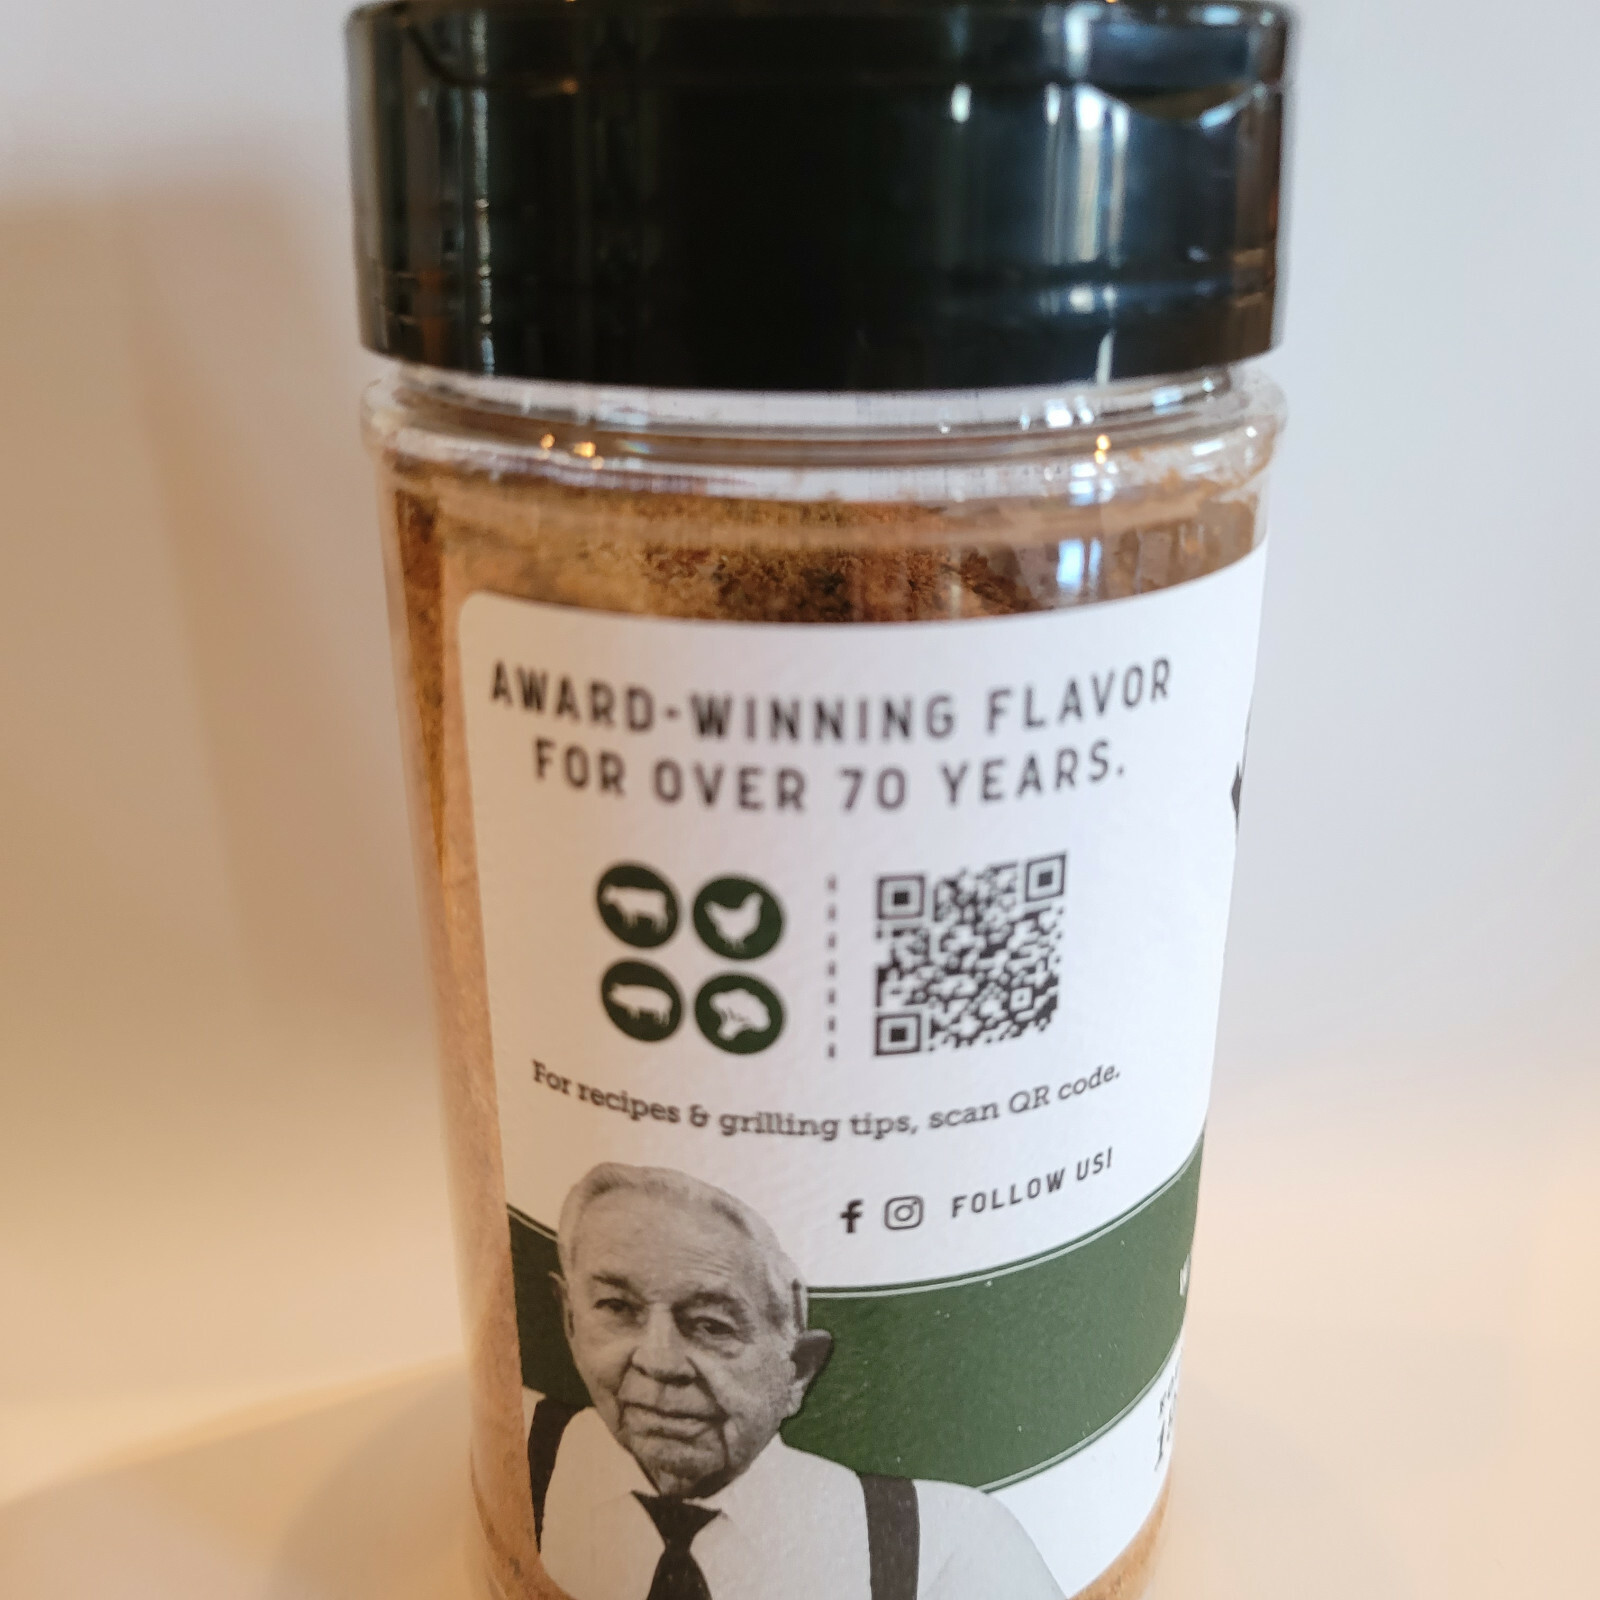 AWARD-WINNING FLAVOR
FOR OVER 70 YEARS.
For recipes & grilling tips, scan QR code.
f FOLLOW US!